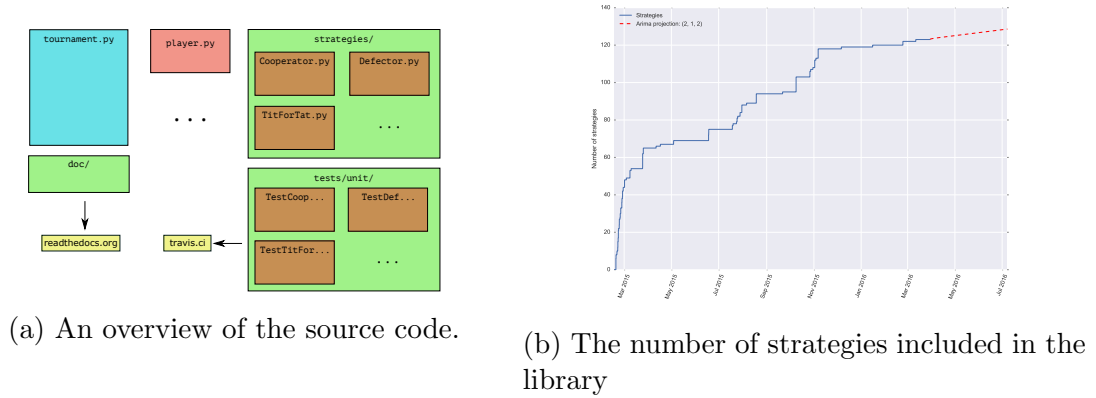 tournament.py
player.py
. . .
strategies/
Cooperator.py
Defector.py
TitForTat.py
...
doc/
readthedocs.org
travis.ci
tests/unit/
TestCoop...
TestDef...
TestTitFor...
...
(a) An overview of the source code.
Strategies
Arima projection: (2, 1, 2)
Number of strategies
140
120
100
80
60
40
20
0
Mar 2015
May 2015
Jul 2015
Sep 2015
Nov 2015
Jan 2016
Mar 2016
May 2016
Jul 2016
(b) The number of strategies included in the
library